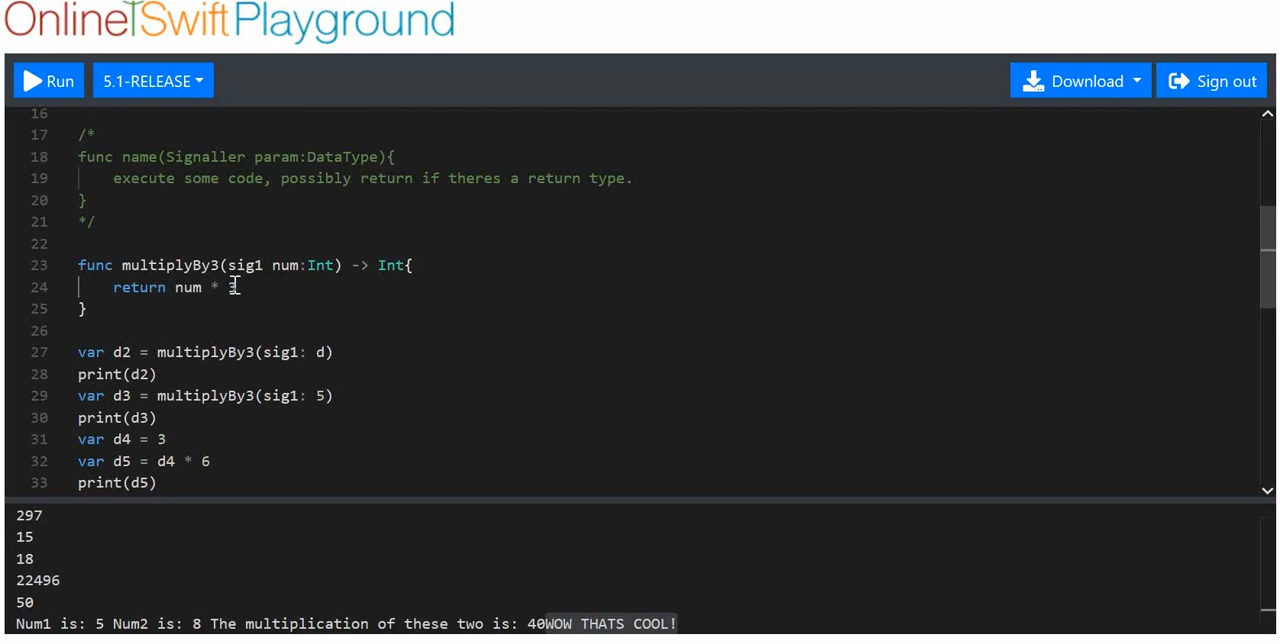 Online Swift Playground
Run 5.1-RELEASE Download Sign out
16
17 /*
18 func name(Signaller param:DataType){
19 execute some code, possibly return if theres a return type.
20 }
21 */
22
23 func multiplyBy3(sig1 num:Int) -> Int{
24 return num * 3
25 }
26
27 var d2 = multiplyBy3(sig1: d)
28 print(d2)
29 var d3 = multiplyBy3(sig1: 5)
30 print(d3)
31 var d4 = 3
32 var d5 = d4 * 6
33 print(d5)
297
15
18
22496
50
Num1 is: 5 Num2 is: 8 The multiplication of these two is: 40WOW THATS COOL!